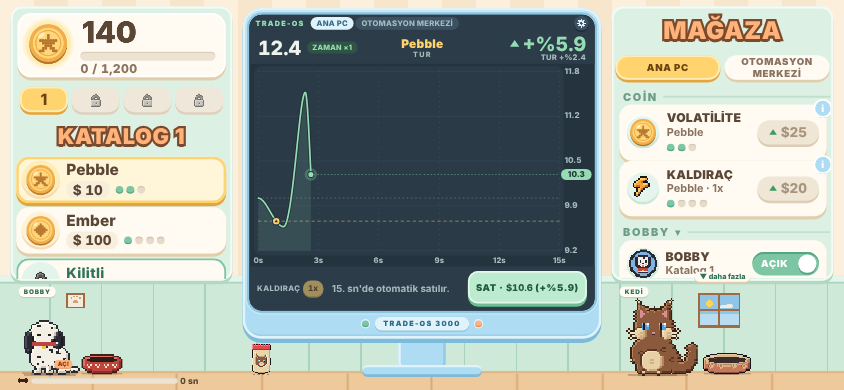 140
0 / 1,200
1
KATALOG 1
Pebble
$ 10
Ember
$ 100
Kilitli
TRADE-OS
ANA PC
OTOMASYON MERKEZİ
12.4
ZAMAN ×1
Pebble
TUR
+%5.9
TUR +%2.4
11.8
11.2
10.5
10.3
9.9
9.2
0s
3s
6s
9s
12s
15s
KALDIRAÇ
1x
15. sn'de otomatik satılır.
SAT · $10.6 (+%5.9)
TRADE-OS 3000
MAĞAZA
ANA PC
OTOMASYON
MERKEZİ
COİN
i
VOLATİLİTE
Pebble
$25
i
KALDIRAÇ
Pebble · 1x
$20
BOBBY ▼
BOBBY
Katalog 1
AÇIK
▼ daha fazla
BOBBY
AÇ!
0 sn
KEDİ